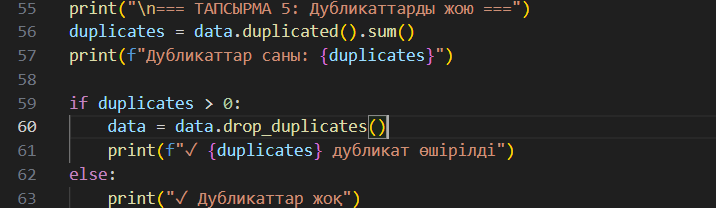 55 print("\n=== ТАПСЫРМА 5: Дубликаттарды жою ===")
56 duplicates = data.duplicated().sum()
57 print(f"Дубликаттар саны: {duplicates}")
58
59 if duplicates > 0:
60     data = data.drop_duplicates()
61     print(f"✓ {duplicates} дубликат өшірілді")
62 else:
63     print("✓ Дубликаттар жоқ")